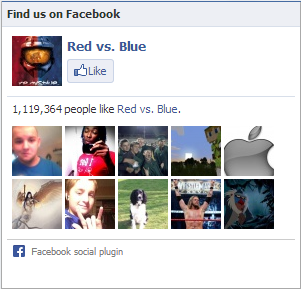 Find us on Facebook
Red vs. Blue
Like
1,119,364 people like Red vs. Blue.
Facebook social plugin